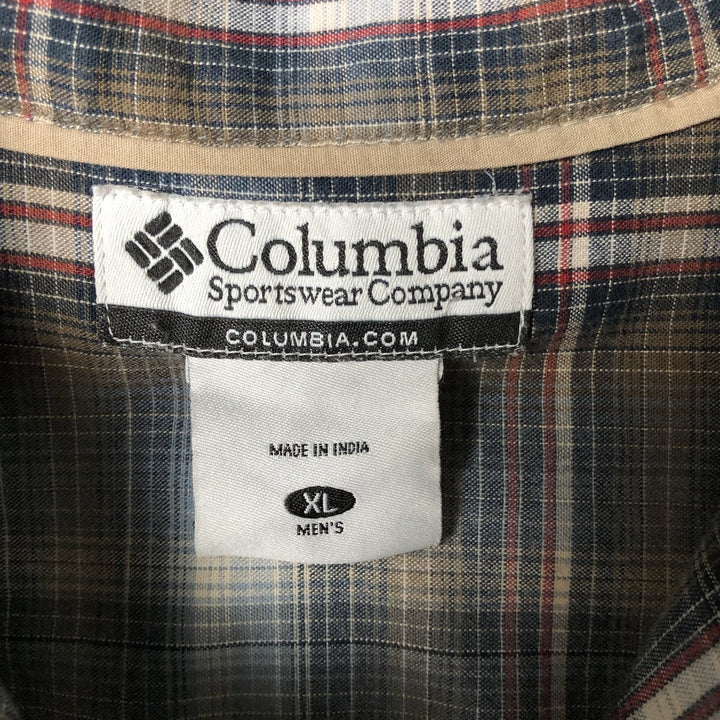 Columbia
Sportswear Company
COLUMBIA.COM
MADE IN INDIA
XL
MEN'S